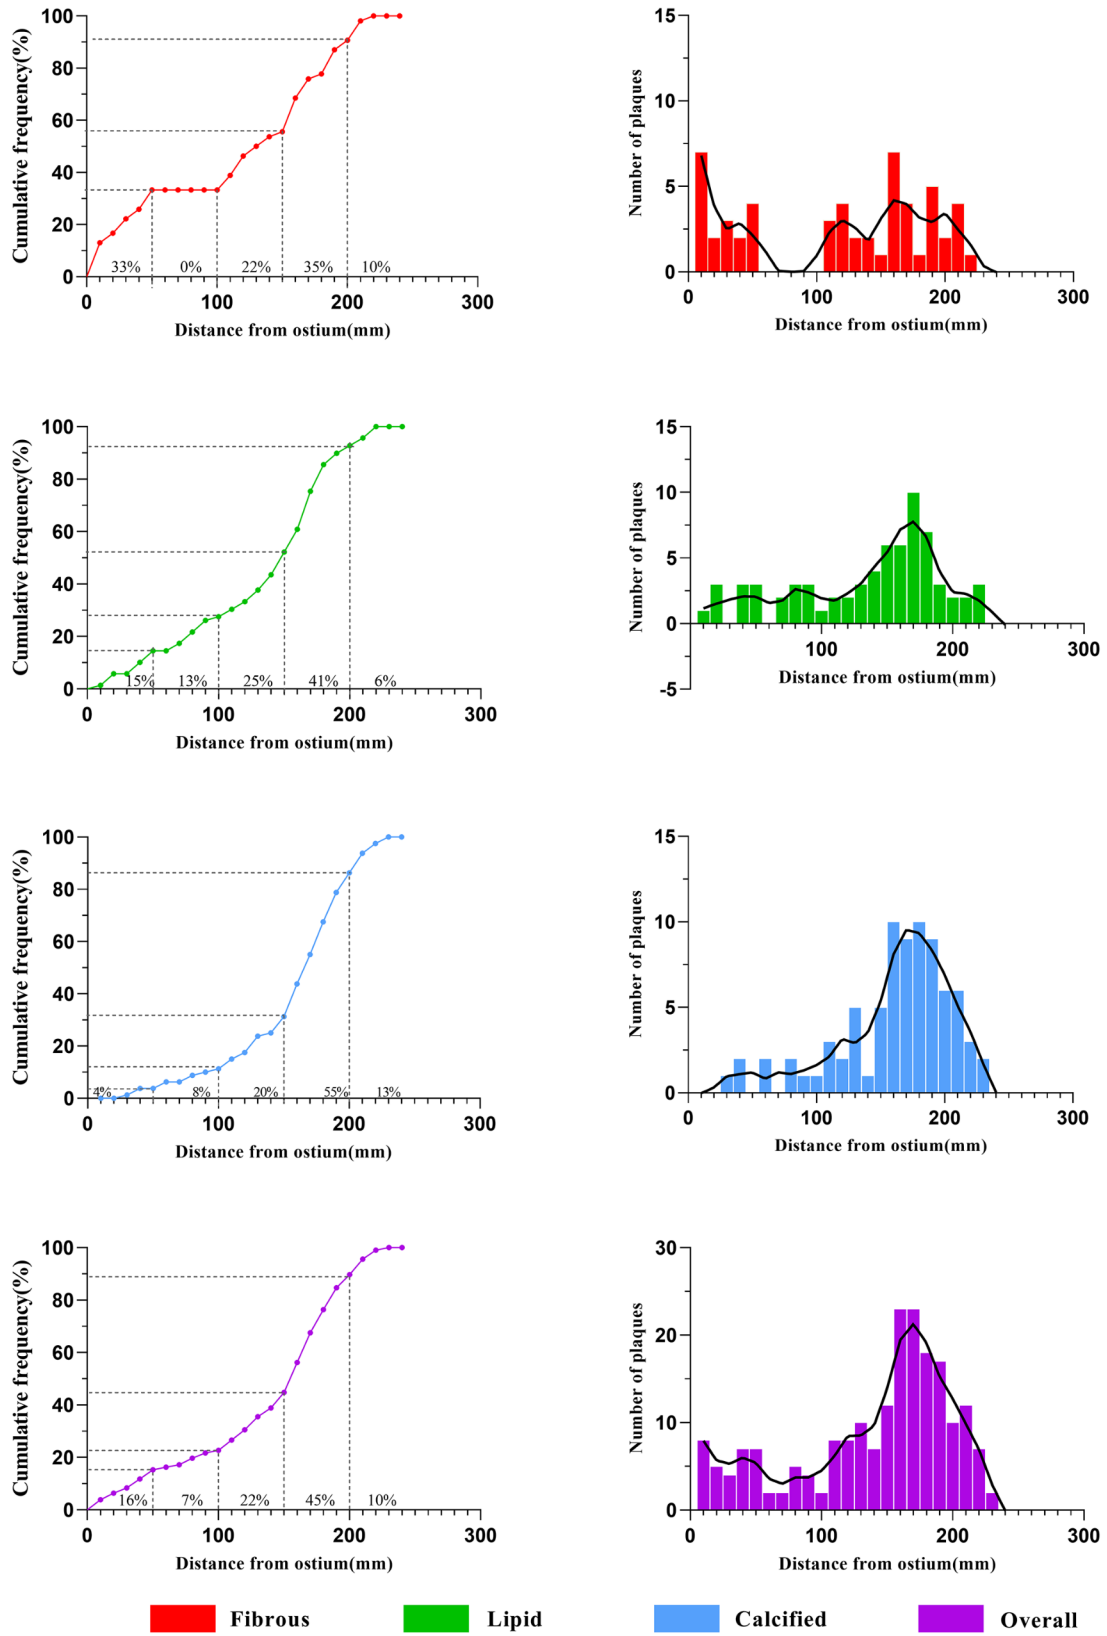 100
80
60
40
20
0
Cumulative frequency(%)
33% 0% 22% 35% 10%
0 100 200 300
Distance from ostium(mm)
15
10
5
0
Number of plaques
0 100 200 300
Distance from ostium(mm)
100
80
60
40
20
0
Cumulative frequency(%)
15% 13% 25% 41% 6%
0 100 200 300
Distance from ostium(mm)
15
10
5
0
-5
Number of plaques
100 200 300
Distance from ostium(mm)
100
80
60
40
20
0
Cumulative frequency(%)
4% 8% 20% 55% 13%
0 100 200 300
Distance from ostium(mm)
15
10
5
0
Number of plaques
0 100 200 300
Distance from ostium(mm)
100
80
60
40
20
0
Cumulative frequency(%)
16% 7% 22% 45% 10%
0 100 200 300
Distance from ostium(mm)
30
20
10
0
Number of plaques
0 100 200 300
Distance from ostium(mm)
Fibrous Lipid Calcified Overall